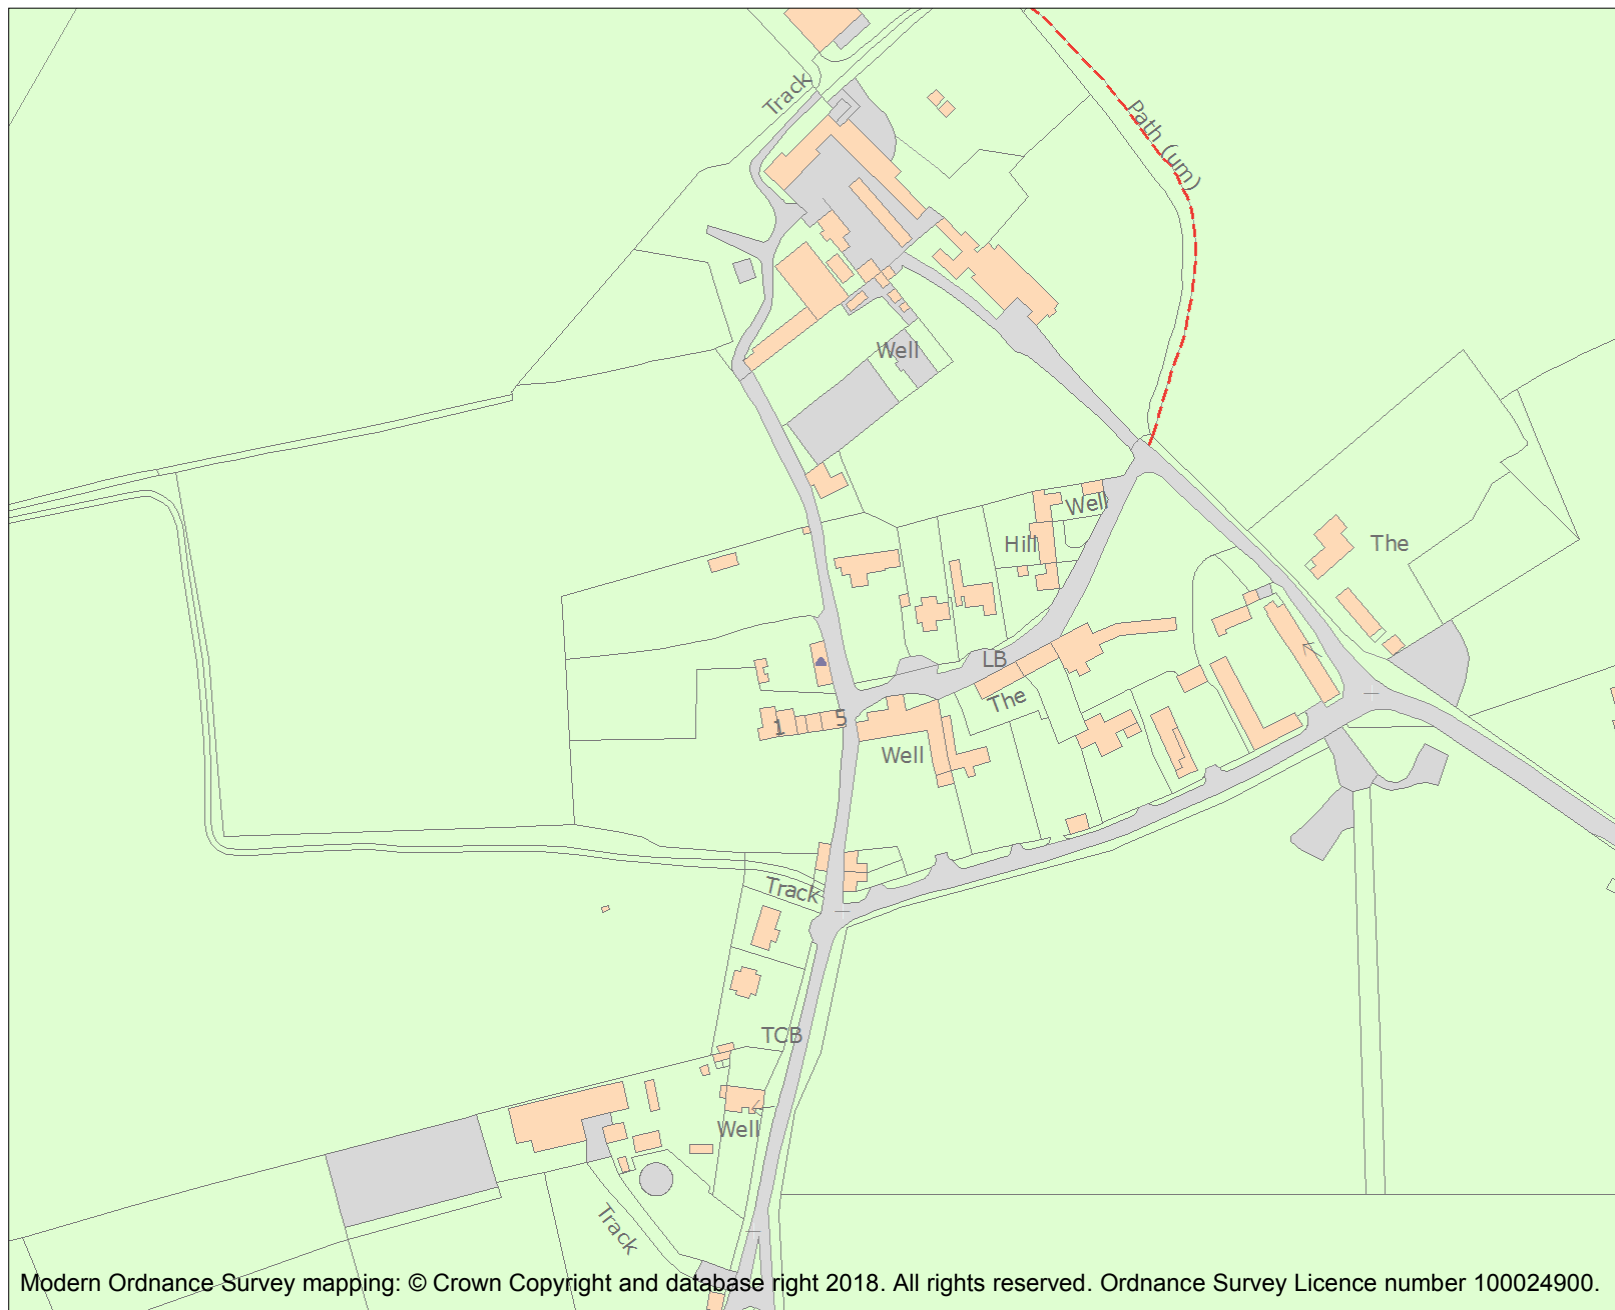 Track
Path (um)
Well
Well
Hill
The
LB
The
1
5
Well
Track
TCB
Well
Track
Modern Ordnance Survey mapping: © Crown Copyright and database right 2018. All rights reserved. Ordnance Survey Licence number 100024900.